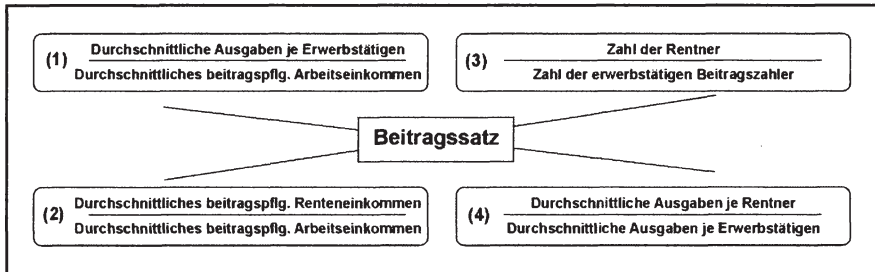 (1) Durchschnittliche Ausgaben je Erwerbstätigen
Durchschnittliches beitragspflg. Arbeitseinkommen
(3) Zahl der Rentner
Zahl der erwerbstätigen Beitragszahler
Beitragssatz
(2) Durchschnittliches beitragspflg. Renteneinkommen
Durchschnittliches beitragspflg. Arbeitseinkommen
(4) Durchschnittliche Ausgaben je Rentner
Durchschnittliche Ausgaben je Erwerbstätigen